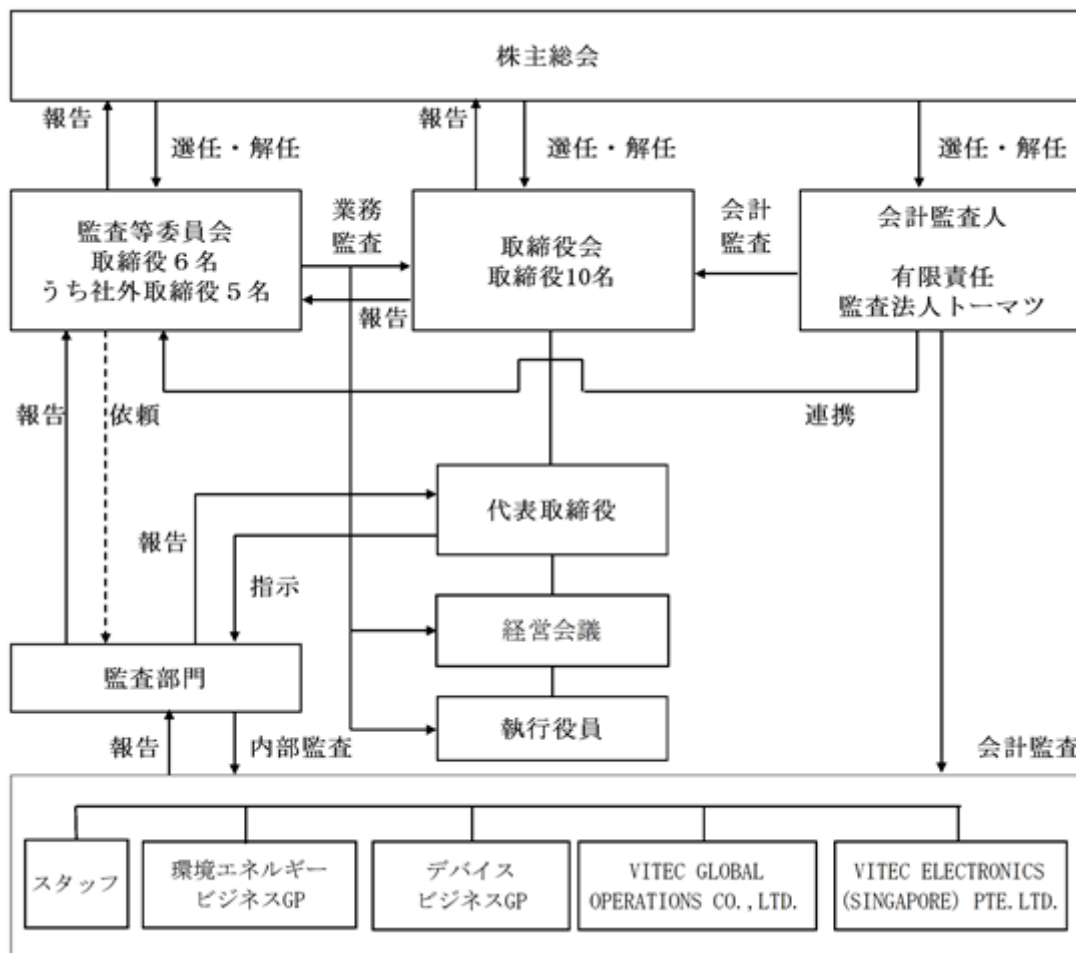 株主総会
報告
選任・解任
報告
選任・解任
選任・解任
監査等委員会
取締役６名
うち社外取締役５名
業務
監査
報告
取締役会
取締役10名
会計
監査
会計監査人
有限責任
監査法人トーマツ
報告
依頼
連携
代表取締役
報告
指示
経営会議
監査部門
執行役員
報告
内部監査
会計監査
スタッフ
環境エネルギー
ビジネスGP
デバイス
ビジネスGP
VITEC GLOBAL
OPERATIONS CO.,LTD.
VITEC ELECTRONICS
(SINGAPORE) PTE.LTD.